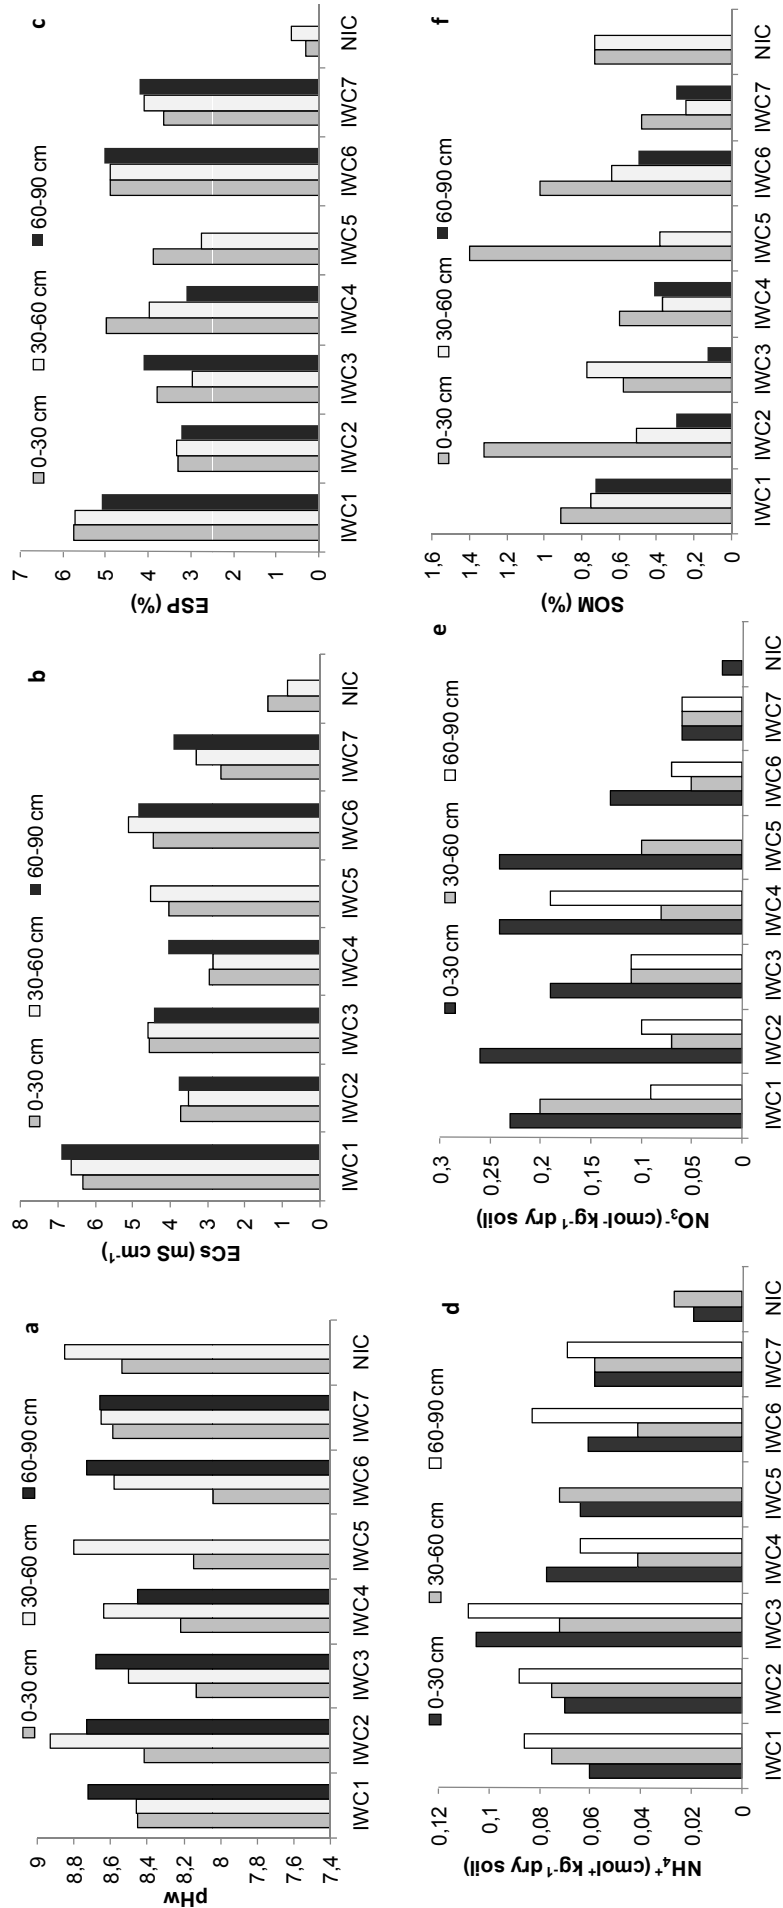 a
0-30 cm 30-60 cm 60-90 cm
pHw
9
8,8
8,6
8,4
8,2
8
7,8
7,6
7,4
IWC1 IWC2 IWC3 IWC4 IWC5 IWC6 IWC7 NIC
b
0-30 cm 30-60 cm 60-90 cm
ECs (mS cm⁻¹)
8
7
6
5
4
3
2
1
0
IWC1 IWC2 IWC3 IWC4 IWC5 IWC6 IWC7 NIC
c
0-30 cm 30-60 cm 60-90 cm
ESP (%)
7
6
5
4
3
2
1
0
IWC1 IWC2 IWC3 IWC4 IWC5 IWC6 IWC7 NIC
d
0-30 cm 30-60 cm 60-90 cm
NH₄⁺ (cmol⁺ kg⁻¹ dry soil)
0,12
0,1
0,08
0,06
0,04
0,02
0
IWC1 IWC2 IWC3 IWC4 IWC5 IWC6 IWC7 NIC
e
0-30 cm 30-60 cm 60-90 cm
NO₃⁻ (cmol⁻ kg⁻¹ dry soil)
0,3
0,25
0,2
0,15
0,1
0,05
0
IWC1 IWC2 IWC3 IWC4 IWC5 IWC6 IWC7 NIC
f
0-30 cm 30-60 cm 60-90 cm
SOM (%)
1,6
1,4
1,2
1
0,8
0,6
0,4
0,2
0
IWC1 IWC2 IWC3 IWC4 IWC5 IWC6 IWC7 NIC